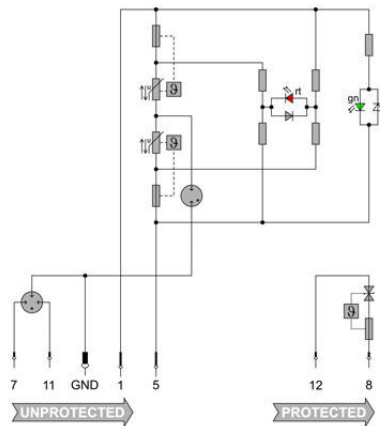 U
ϑ
rt
gn
U
ϑ
ϑ
7 11 GND 1 5 12 8
UNPROTECTED PROTECTED